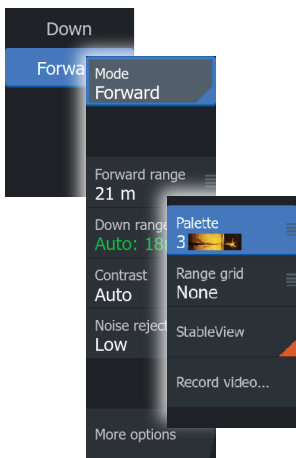 Down
Forwa
Mode
Forward
Forward range
21 m
Down range
Auto: 18
Contrast
Auto
Noise reject
Low
More options
Palette
3
Range grid
None
StableView
Record video...